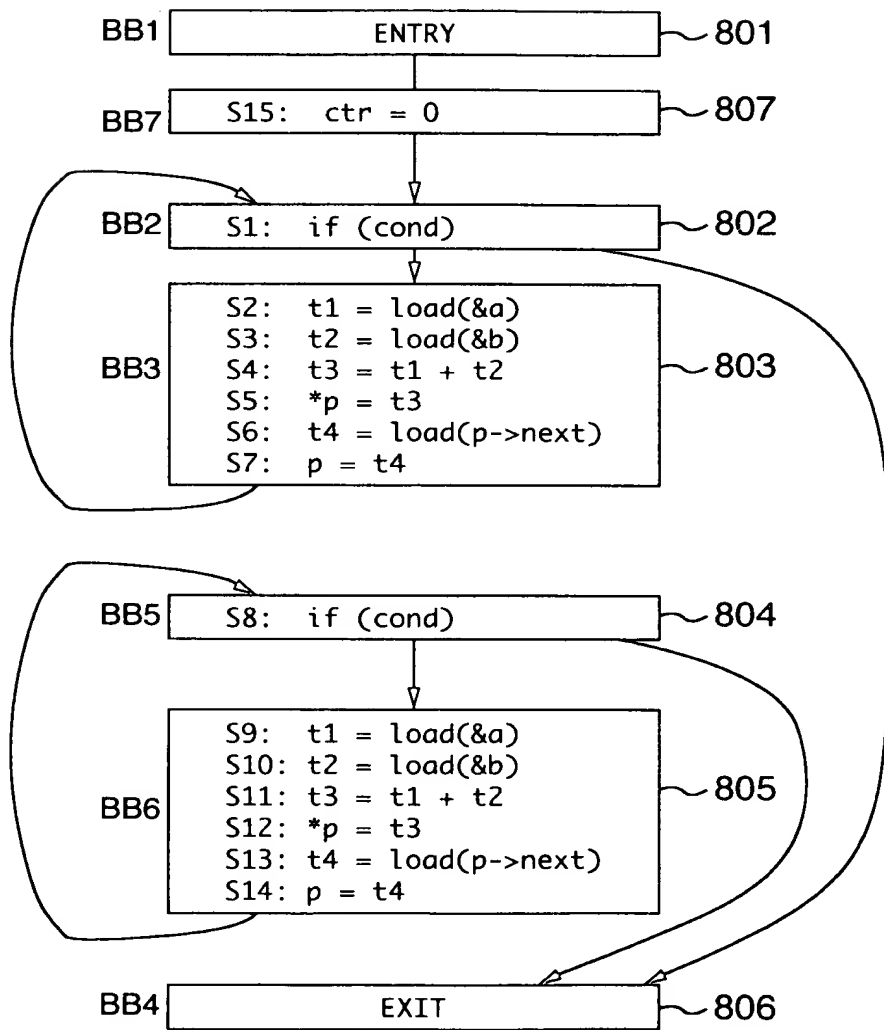 BB1 ENTRY 801
BB7 S15: ctr = 0 807
BB2 S1: if (cond) 802
BB3 803
S2: t1 = load(&a)
S3: t2 = load(&b)
S4: t3 = t1 + t2
S5: *p = t3
S6: t4 = load(p->next)
S7: p = t4
BB5 S8: if (cond) 804
BB6 805
S9: t1 = load(&a)
S10: t2 = load(&b)
S11: t3 = t1 + t2
S12: *p = t3
S13: t4 = load(p->next)
S14: p = t4
BB4 EXIT 806